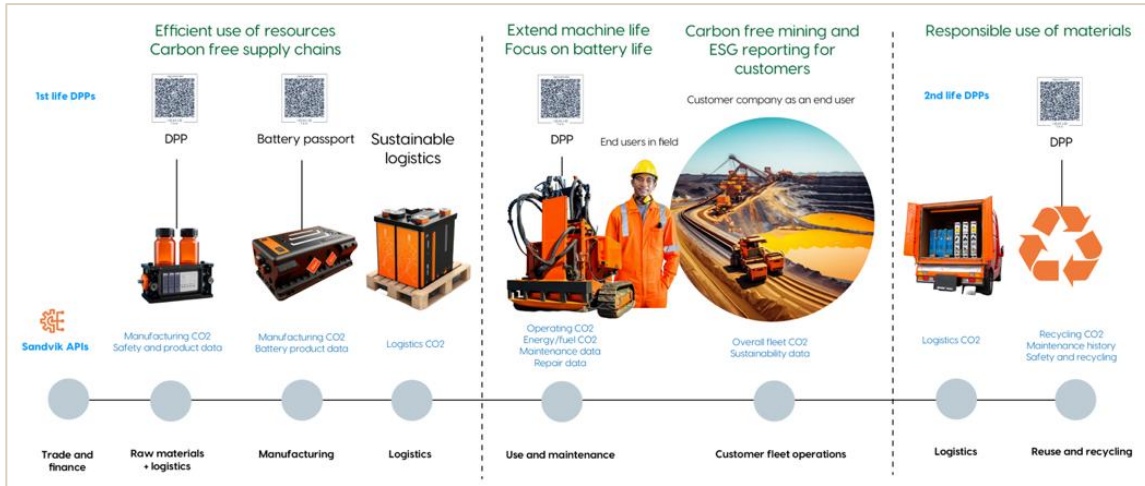 Efficient use of resources
Carbon free supply chains
Extend machine life
Focus on battery life
Carbon free mining and
ESG reporting for
customers
Responsible use of materials
1st life DPPs
DPP
Battery passport
Sustainable
logistics
DPP
End users in field
Customer company as an end user
2nd life DPPs
DPP
Sandvik APIs
Manufacturing CO2
Safety and product data
Manufacturing CO2
Battery product data
Logistics CO2
Operating CO2
Energy/fuel CO2
Maintenance data
Repair data
Overall fleet CO2
Sustainability data
Logistics CO2
Recycling CO2
Maintenance history
Safety and recycling
Trade and
finance
Raw materials
+ logistics
Manufacturing
Logistics
Use and maintenance
Customer fleet operations
Logistics
Reuse and recycling